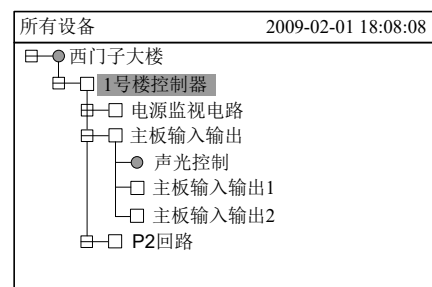 所有设备 2009-02-01 18:08:08
西门子大楼
1号楼控制器
电源监视电路
主板输入输出
声光控制
主板输入输出1
主板输入输出2
P2回路